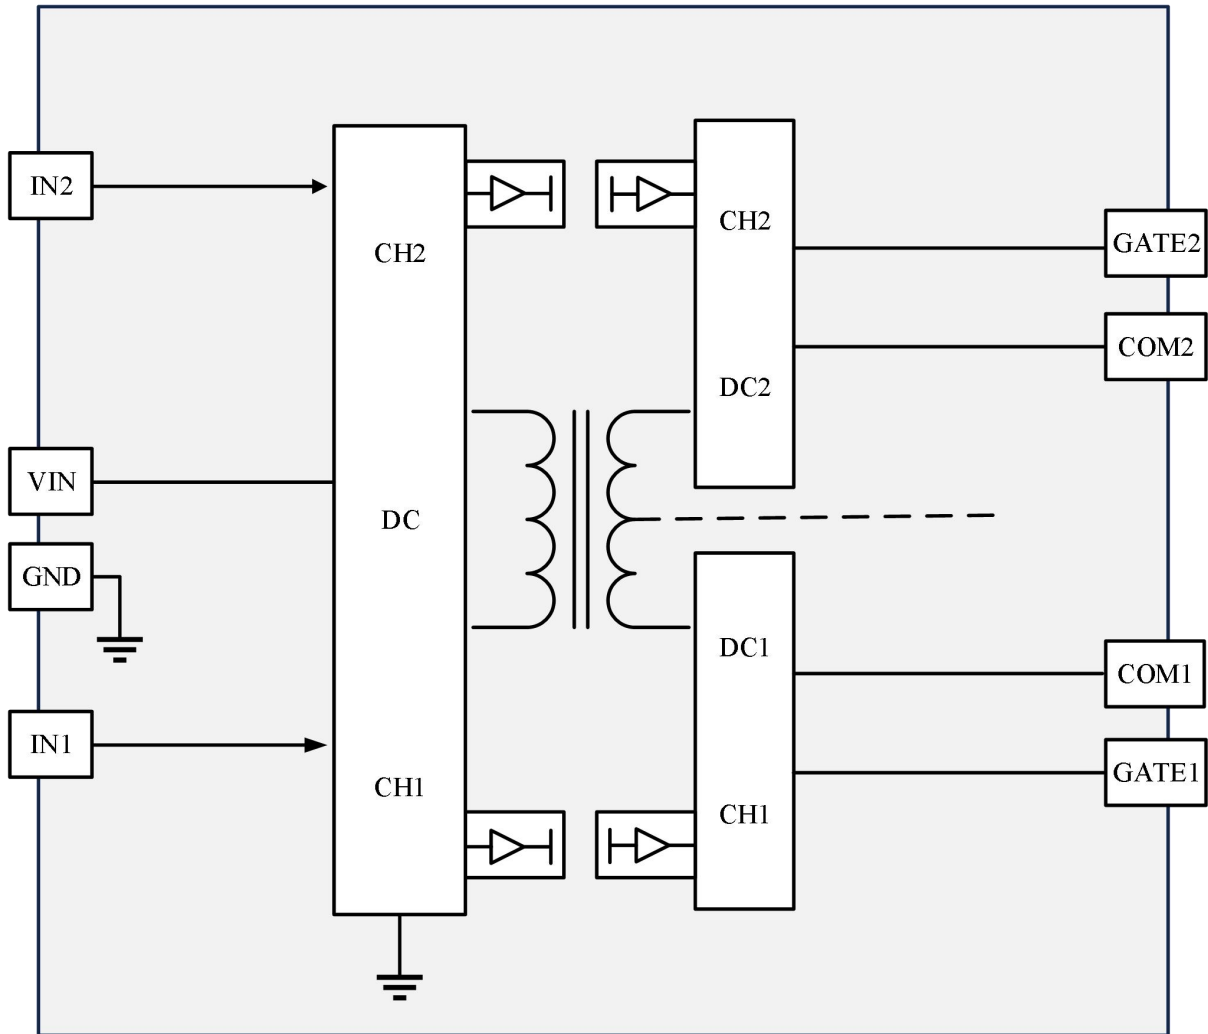 IN2
CH2
CH2
GATE2
COM2
DC2
VIN
DC
GND
DC1
COM1
IN1
GATE1
CH1
CH1